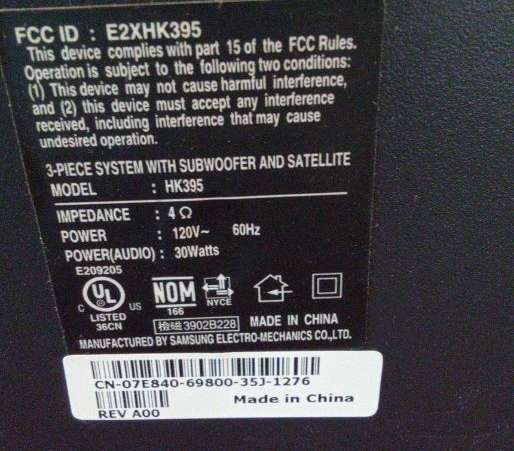 FCC ID : E2XHK395
This device complies with part 15 of the FCC Rules.
Operation is subject to the following two conditions:
(1) This device may not cause harmful interference,
and (2) this device must accept any interference
received, including interference that may cause
undesired operation.
3-PIECE SYSTEM WITH SUBWOOFER AND SATELLITE
MODEL : HK395
IMPEDANCE : 4 Ω
POWER : 120V~ 60Hz
POWER(AUDIO) : 30Watts
E209205
C UL US
LISTED
36CN
NOM
166
NYCE
檢磁 3902B228
MADE IN CHINA
MANUFACTURED BY SAMSUNG ELECTRO-MECHANICS CO.,LTD.
CN-07E840-69800-35J-1276
Made in China
REV A00